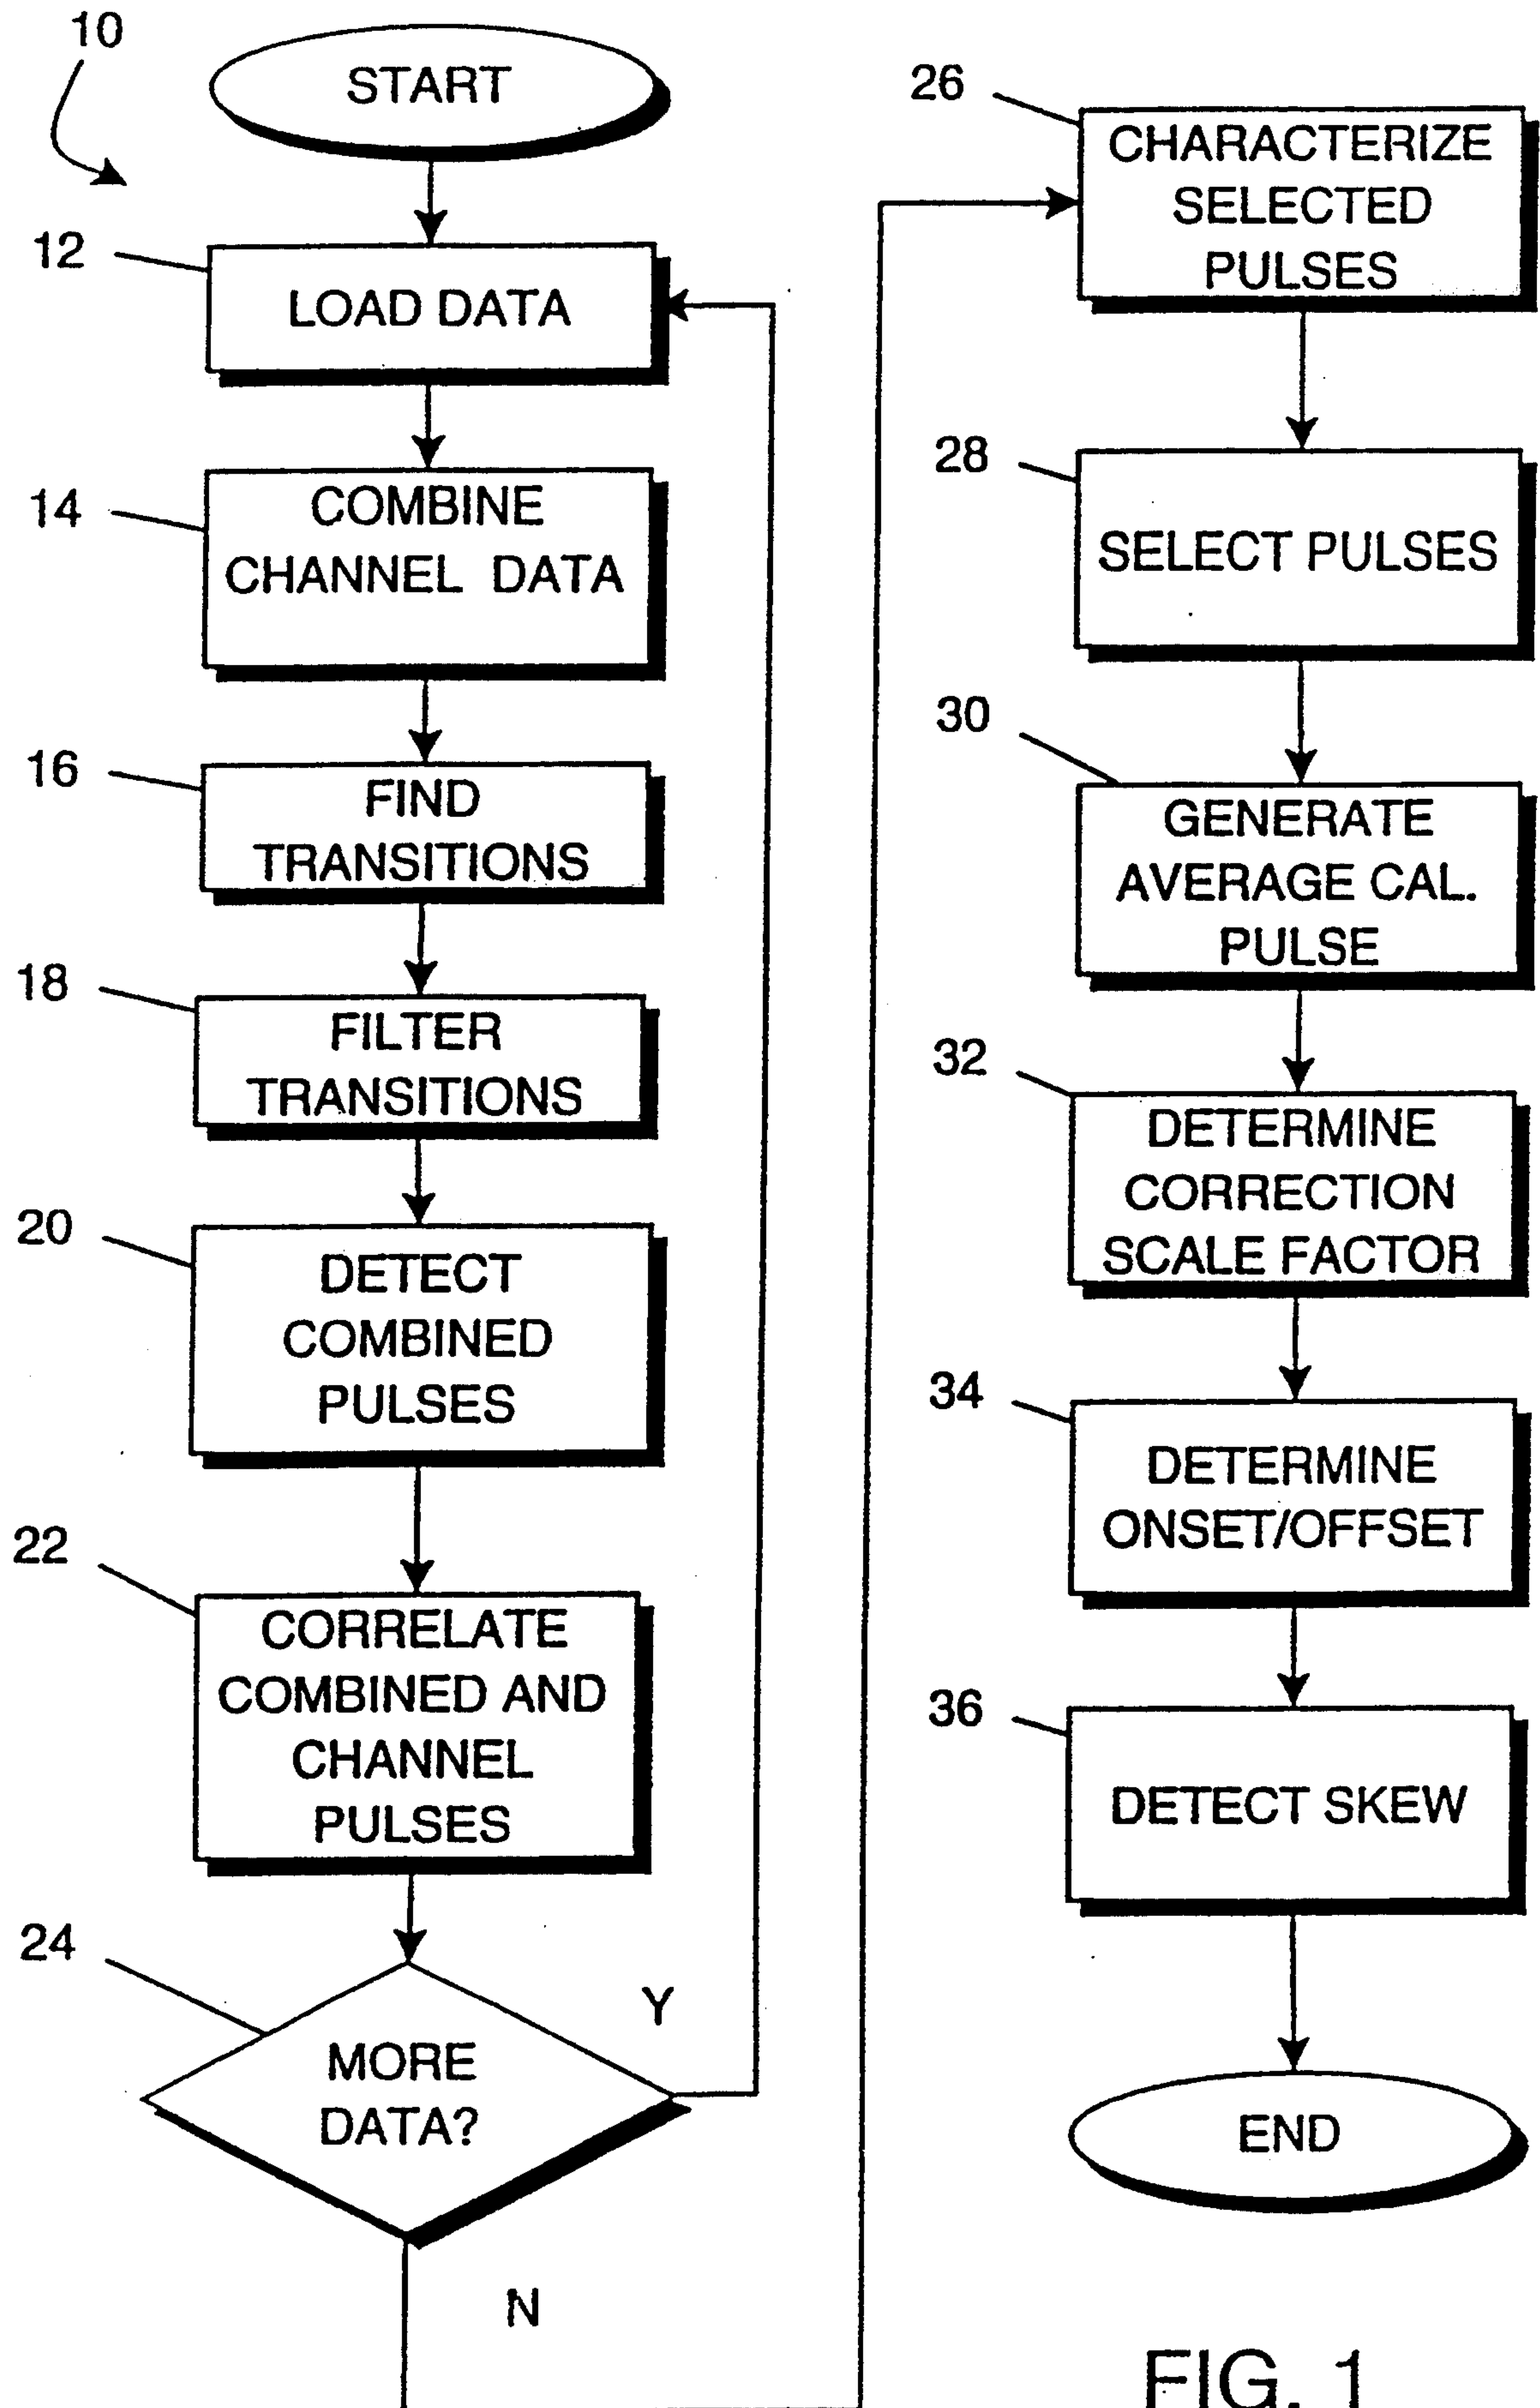 10
START
12
LOAD DATA
14
COMBINE
CHANNEL DATA
16
FIND
TRANSITIONS
18
FILTER
TRANSITIONS
20
DETECT
COMBINED
PULSES
22
CORRELATE
COMBINED AND
CHANNEL
PULSES
24
MORE
DATA?
Y
N
26
CHARACTERIZE
SELECTED
PULSES
28
SELECT PULSES
30
GENERATE
AVERAGE CAL.
PULSE
32
DETERMINE
CORRECTION
SCALE FACTOR
34
DETERMINE
ONSET/OFFSET
36
DETECT SKEW
END
FIG. 1